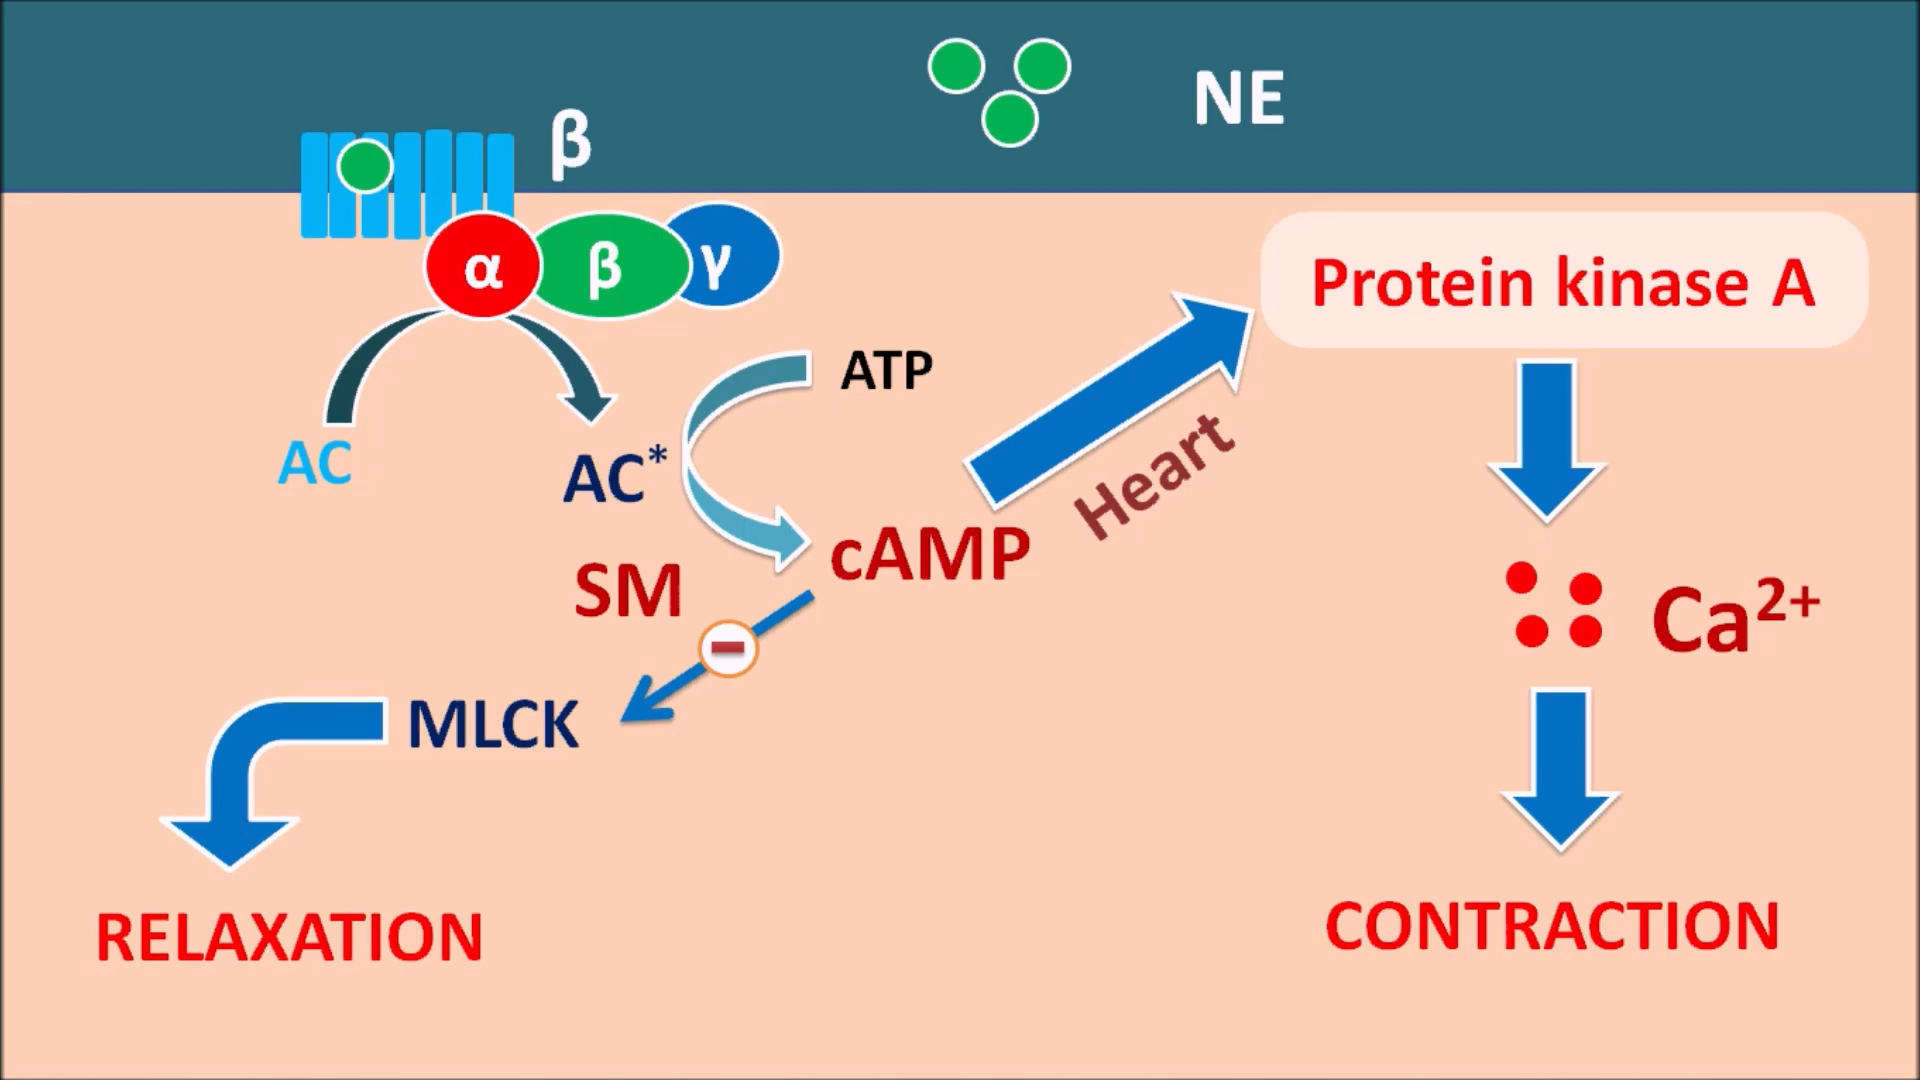 NE
β
α
β
γ
Protein kinase A
ATP
AC
AC*
Heart
cAMP
SM
Ca²⁺
MLCK
RELAXATION
CONTRACTION